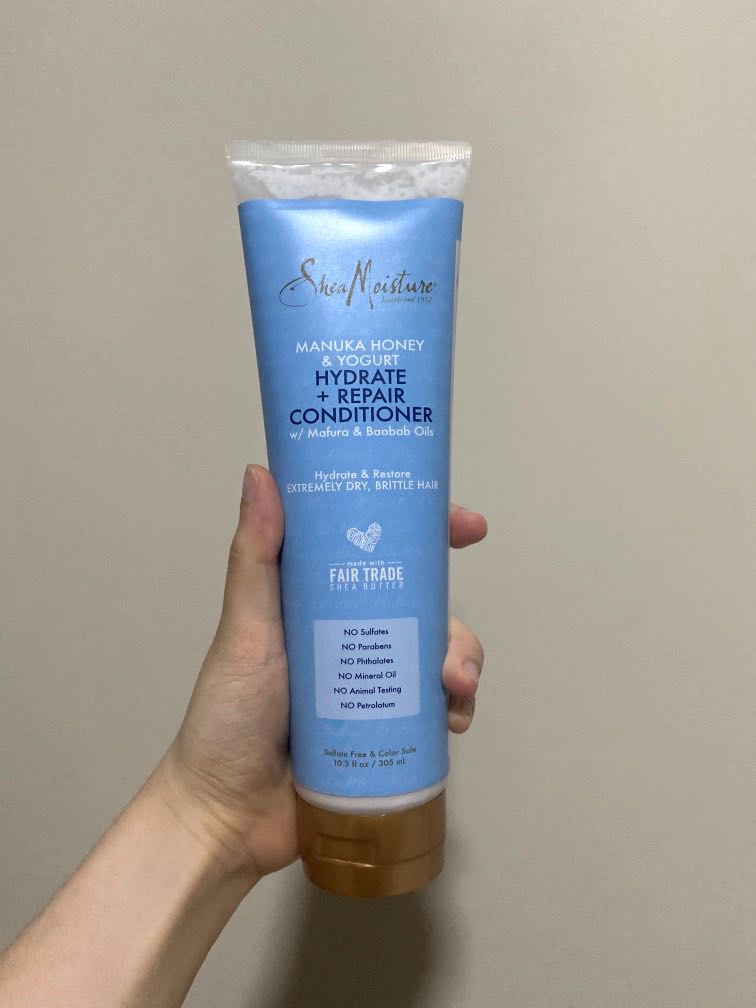 SheaMoisture
Established 1912
MANUKA HONEY
& YOGURT
HYDRATE
+ REPAIR
CONDITIONER
w/ Mafura & Baobab Oils
Hydrate & Restore
EXTREMELY DRY, BRITTLE HAIR
made with
FAIR TRADE
SHEA BUTTER
NO Sulfates
NO Parabens
NO Phthalates
NO Mineral Oil
NO Animal Testing
NO Petrolatum
Sulfate Free & Color Safe
10.3 fl oz / 305 mL